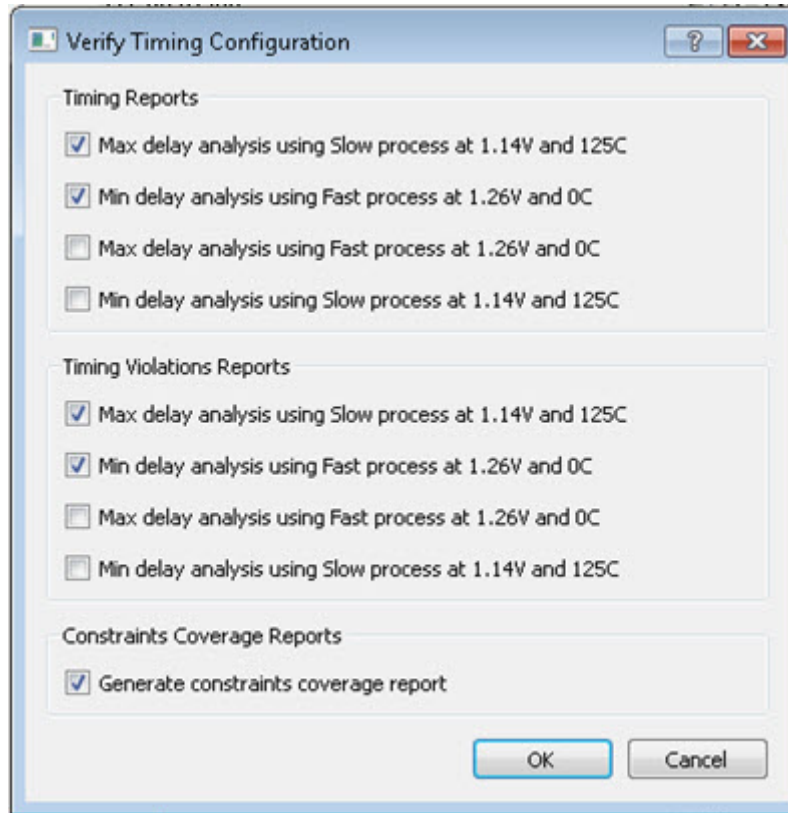 Verify Timing Configuration
Timing Reports
Max delay analysis using Slow process at 1.14V and 125C
Min delay analysis using Fast process at 1.26V and 0C
Max delay analysis using Fast process at 1.26V and 0C
Min delay analysis using Slow process at 1.14V and 125C
Timing Violations Reports
Max delay analysis using Slow process at 1.14V and 125C
Min delay analysis using Fast process at 1.26V and 0C
Max delay analysis using Fast process at 1.26V and 0C
Min delay analysis using Slow process at 1.14V and 125C
Constraints Coverage Reports
Generate constraints coverage report
OK Cancel